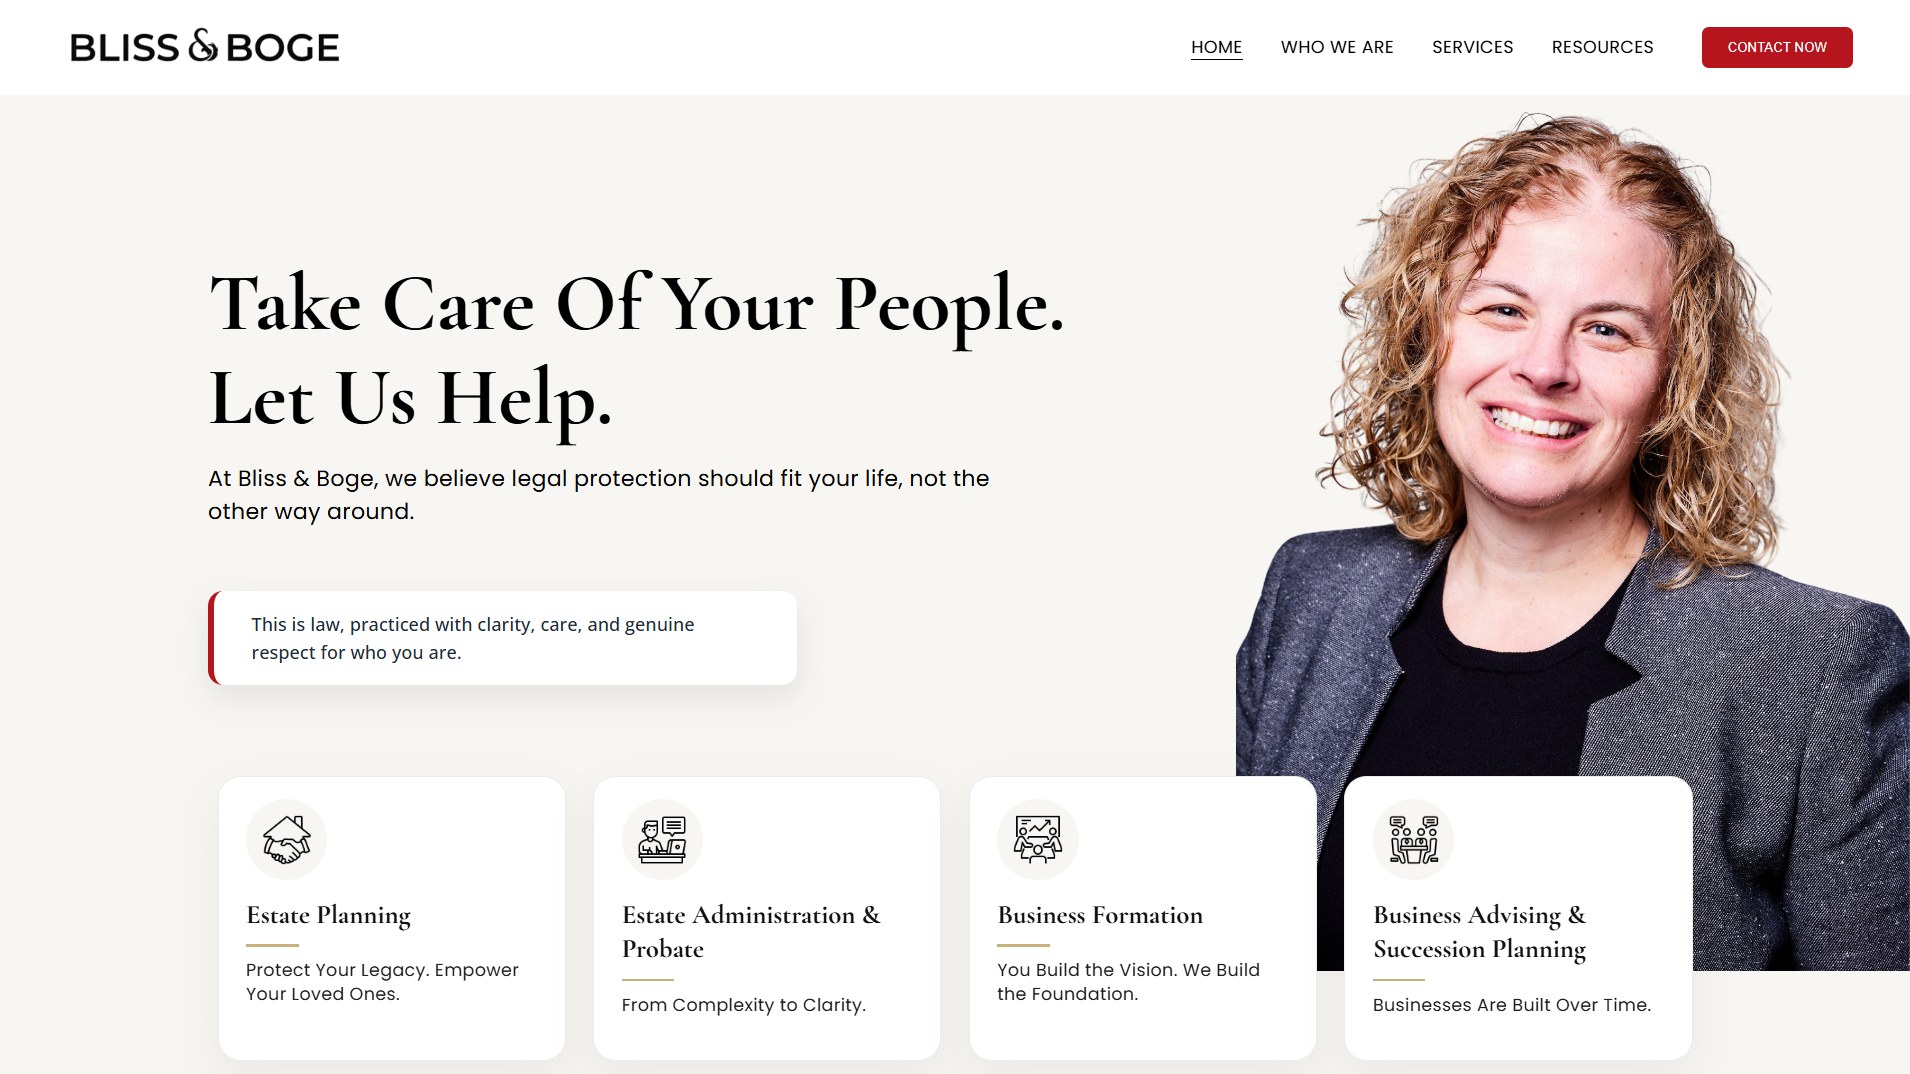 BLISS & BOGE
HOME
WHO WE ARE
SERVICES
RESOURCES
CONTACT NOW
Take Care Of Your People.
Let Us Help.
At Bliss & Boge, we believe legal protection should fit your life, not the
other way around.
This is law, practiced with clarity, care, and genuine
respect for who you are.
Estate Planning
Protect Your Legacy. Empower
Your Loved Ones.
Estate Administration &
Probate
From Complexity to Clarity.
Business Formation
You Build the Vision. We Build
the Foundation.
Business Advising &
Succession Planning
Businesses Are Built Over Time.